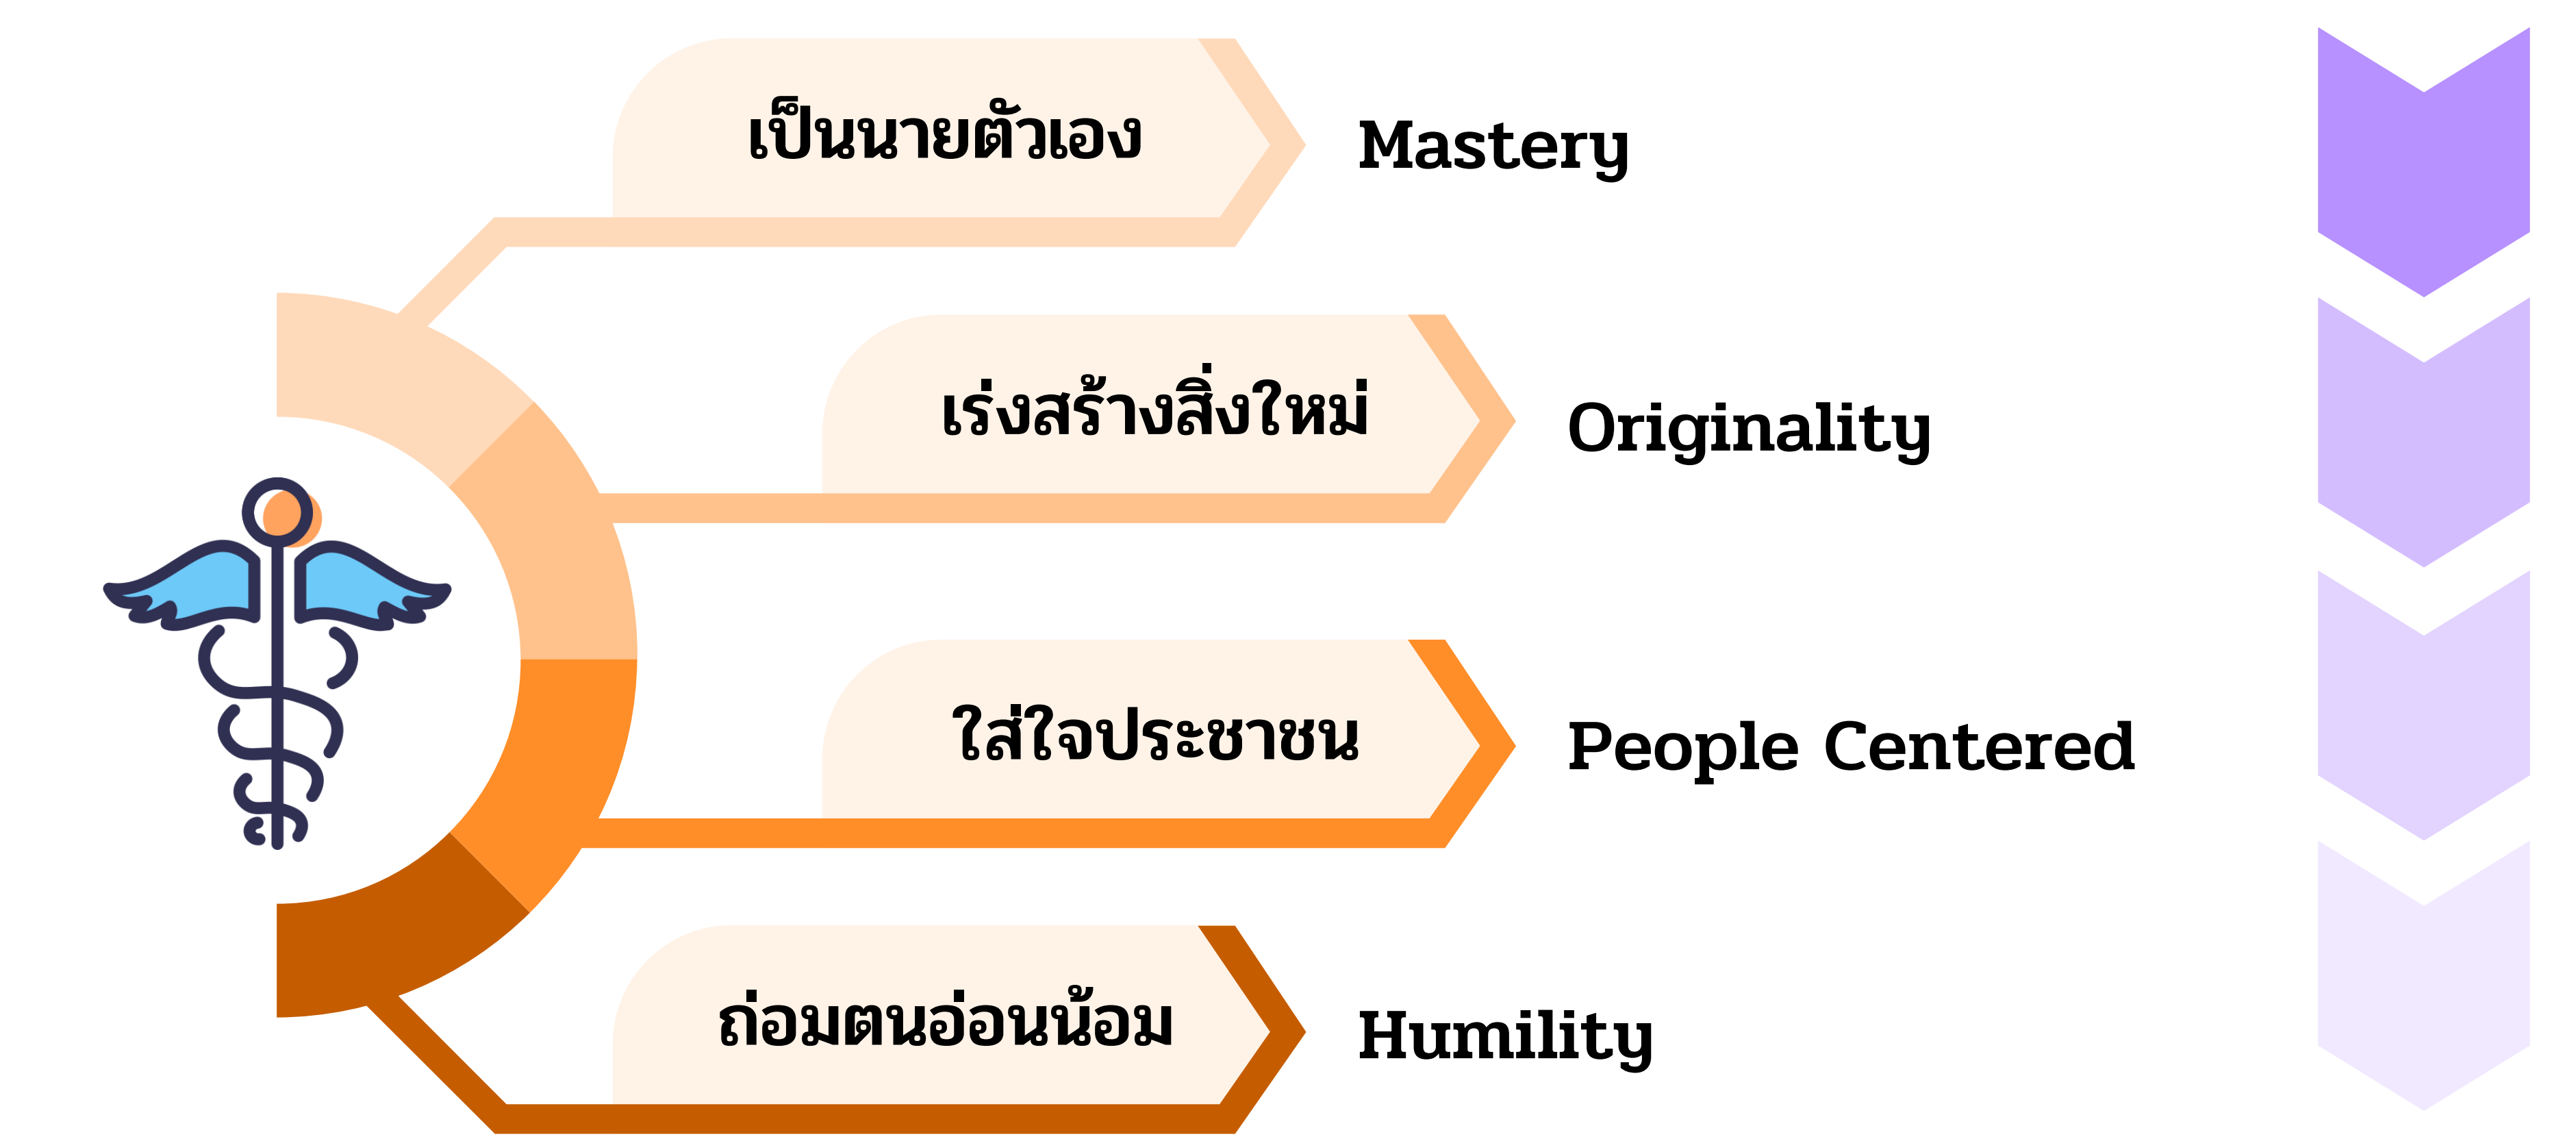 เป็นนายตัวเอง
Mastery
เร่งสร้างสิ่งใหม่
Originality
ใส่ใจประชาชน
People Centered
ถ่อมตนอ่อนน้อม
Humility